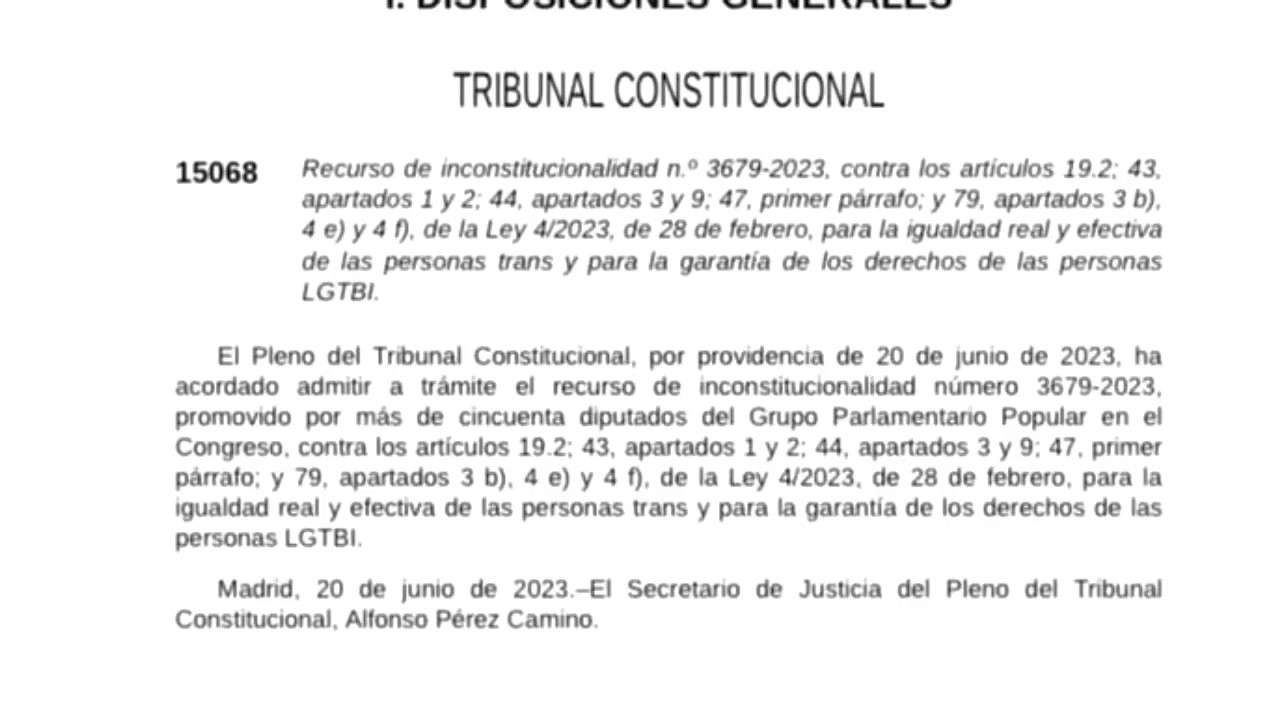 I. DISPOSICIONES GENERALES
TRIBUNAL CONSTITUCIONAL
15068 Recurso de inconstitucionalidad n.º 3679-2023, contra los artículos 19.2; 43,
apartados 1 y 2; 44, apartados 3 y 9; 47, primer párrafo; y 79, apartados 3 b),
4 e) y 4 f), de la Ley 4/2023, de 28 de febrero, para la igualdad real y efectiva
de las personas trans y para la garantía de los derechos de las personas
LGTBI.
El Pleno del Tribunal Constitucional, por providencia de 20 de junio de 2023, ha
acordado admitir a trámite el recurso de inconstitucionalidad número 3679-2023,
promovido por más de cincuenta diputados del Grupo Parlamentario Popular en el
Congreso, contra los artículos 19.2; 43, apartados 1 y 2; 44, apartados 3 y 9; 47, primer
párrafo; y 79, apartados 3 b), 4 e) y 4 f), de la Ley 4/2023, de 28 de febrero, para la
igualdad real y efectiva de las personas trans y para la garantía de los derechos de las
personas LGTBI.
Madrid, 20 de junio de 2023.–El Secretario de Justicia del Pleno del Tribunal
Constitucional, Alfonso Pérez Camino.